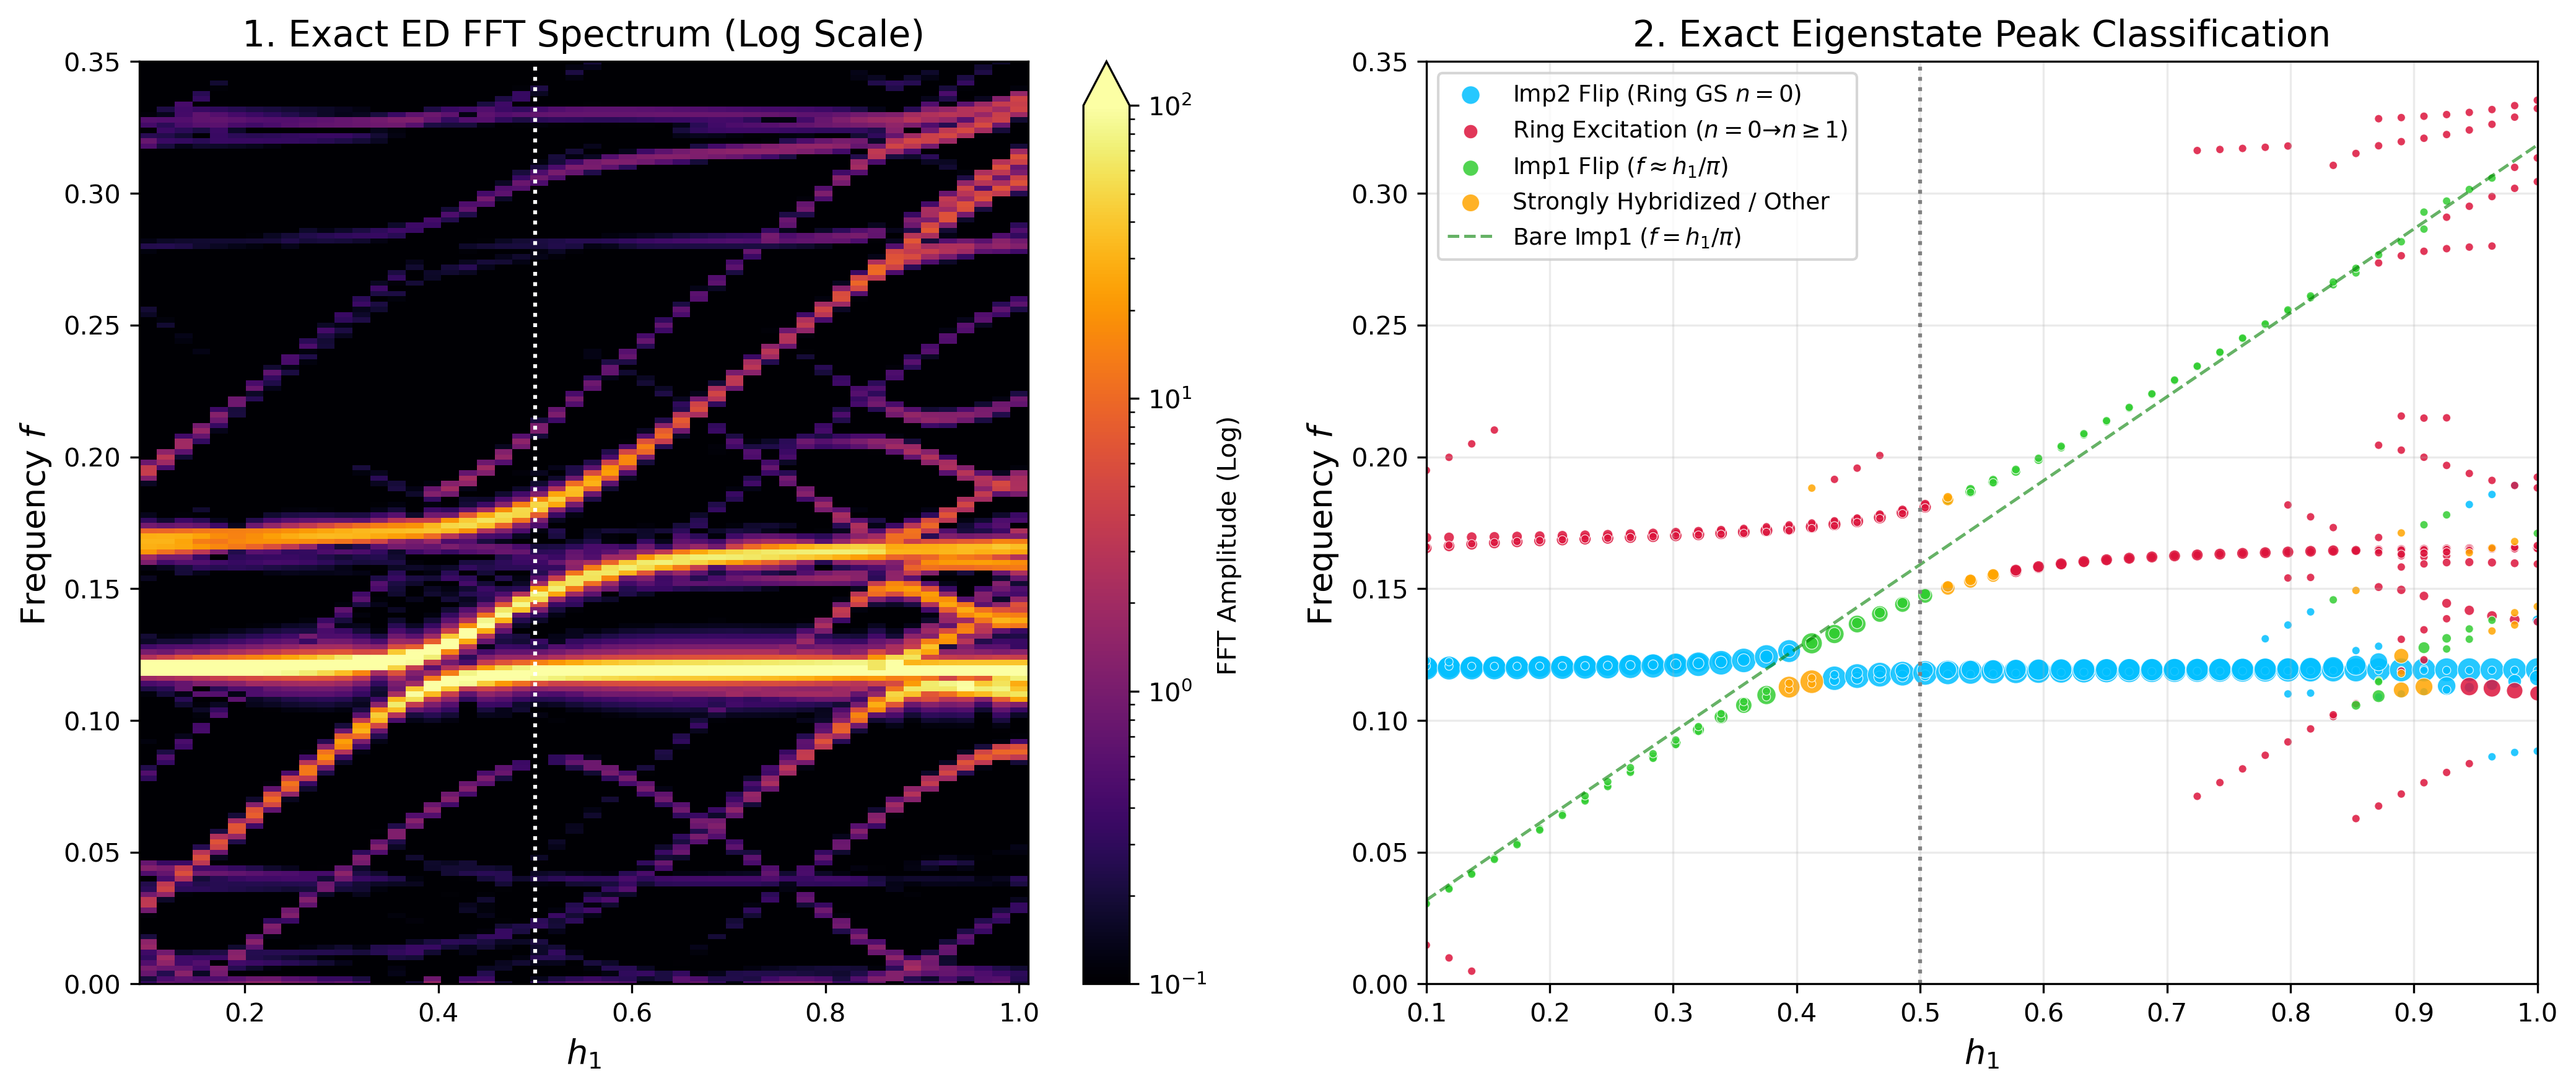 1. Exact ED FFT Spectrum (Log Scale)
0.35
0.30
0.25
0.20
0.15
0.10
0.05
0.00
Frequency f
0.2
0.4
0.6
0.8
1.0
h₁
10²
10¹
10⁰
10⁻¹
FFT Amplitude (Log)
2. Exact Eigenstate Peak Classification
Imp2 Flip (Ring GS n = 0)
Ring Excitation (n = 0→n ≥ 1)
Imp1 Flip (f ≈ h₁/π)
Strongly Hybridized / Other
Bare Imp1 (f = h₁/π)
0.35
0.30
0.25
0.20
0.15
0.10
0.05
0.00
Frequency f
0.1
0.2
0.3
0.4
0.5
0.6
0.7
0.8
0.9
1.0
h₁